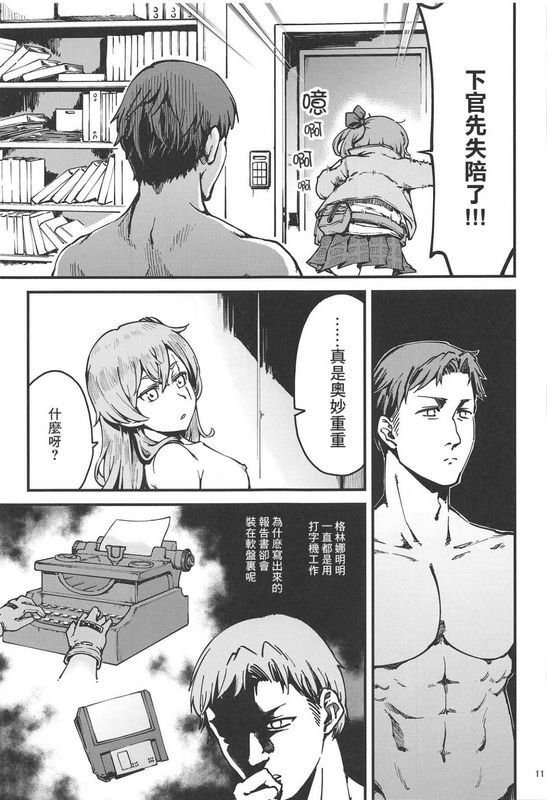 下官先失陪了!!!
噫
啊
啊
啊
……
真是奧妙重重
什麼呀?
格林娜明明
一直都是用
打字機工作
為什麼寫出來的
報告書卻會
裝在軟盤裏呢
11